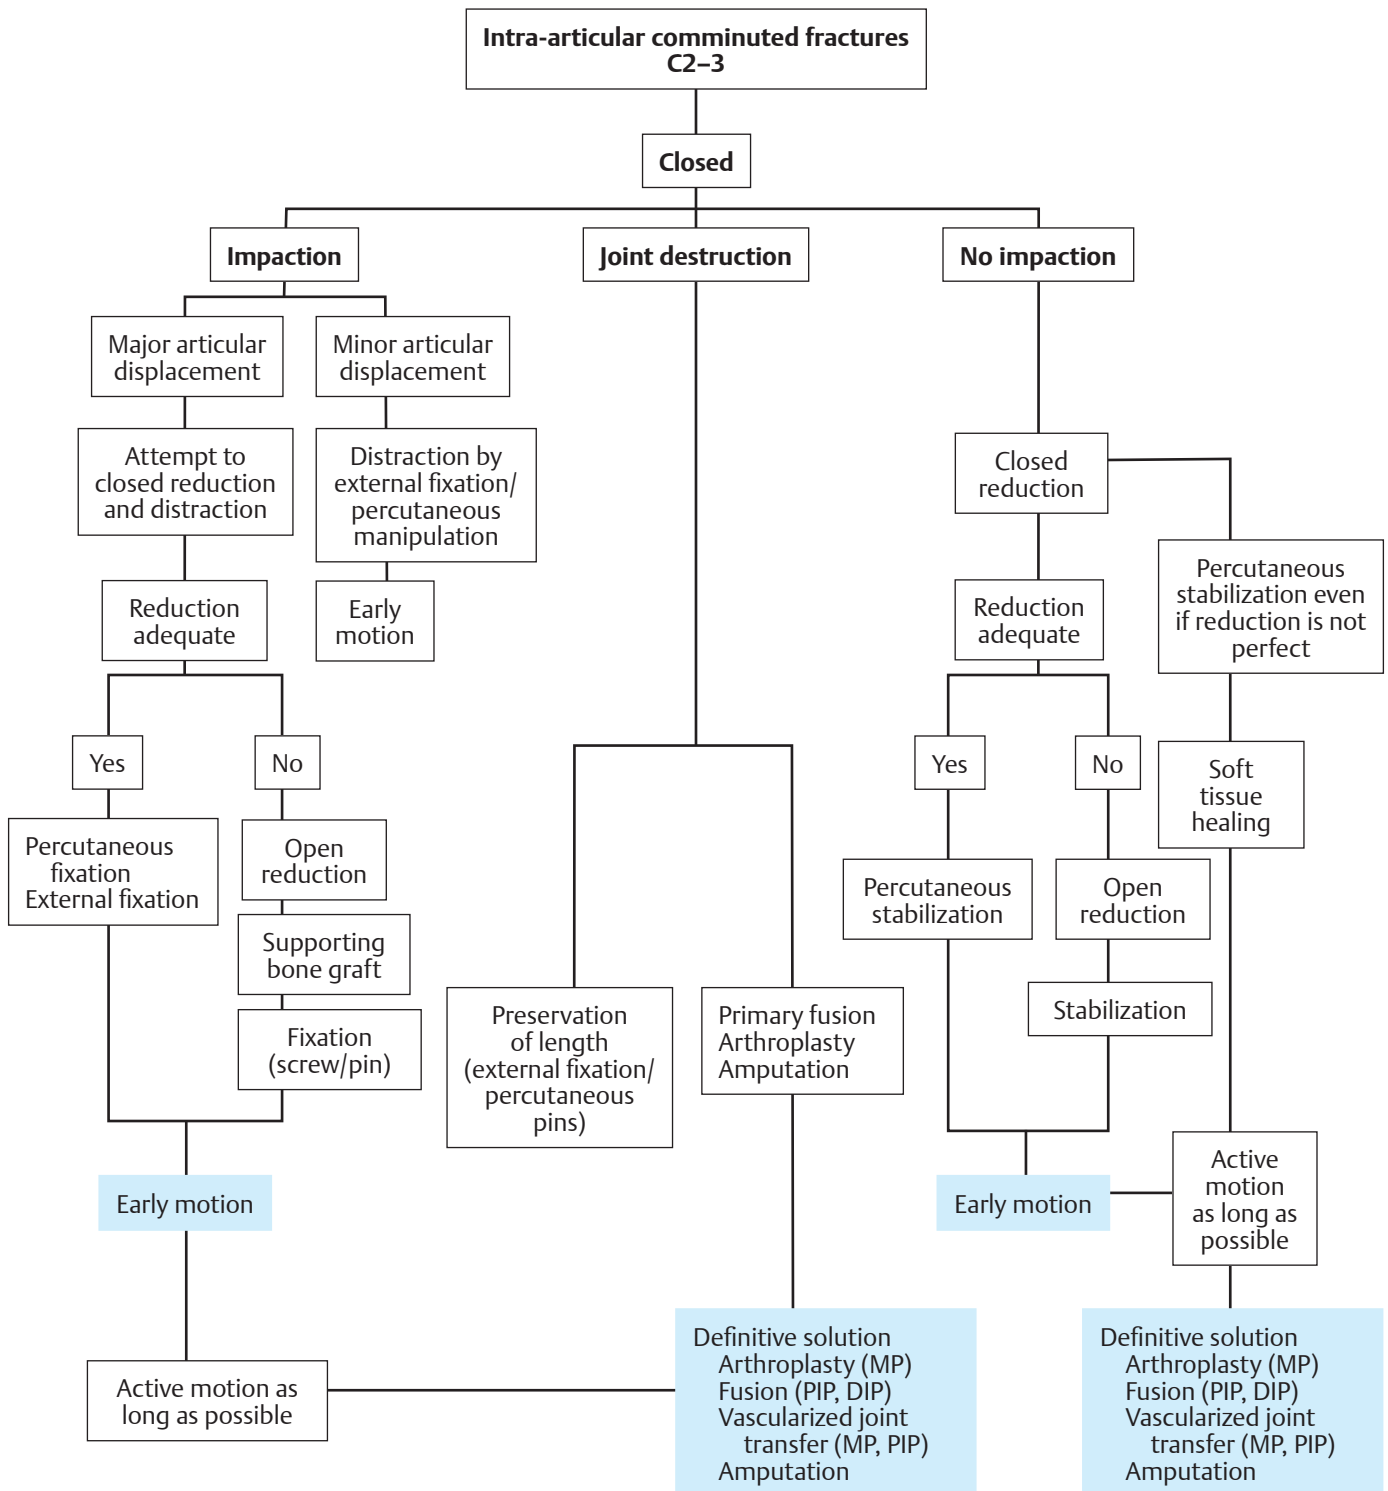 Intra-articular comminuted fractures
C2–3
Closed
Impaction
Joint destruction
No impaction
Major articular
displacement
Minor articular
displacement
Attempt to
closed reduction
and distraction
Distraction by
external fixation/
percutaneous
manipulation
Closed
reduction
Percutaneous
stabilization even
if reduction is not
perfect
Reduction
adequate
Early
motion
Reduction
adequate
Yes
No
Yes
No
Soft
tissue
healing
Percutaneous
fixation
External fixation
Open
reduction
Supporting
bone graft
Fixation
(screw/pin)
Percutaneous
stabilization
Open
reduction
Stabilization
Preservation
of length
(external fixation/
percutaneous
pins)
Primary fusion
Arthroplasty
Amputation
Early motion
Early motion
Active
motion
as long as
possible
Active motion as
long as possible
Definitive solution
Arthroplasty (MP)
Fusion (PIP, DIP)
Vascularized joint
transfer (MP, PIP)
Amputation
Definitive solution
Arthroplasty (MP)
Fusion (PIP, DIP)
Vascularized joint
transfer (MP, PIP)
Amputation